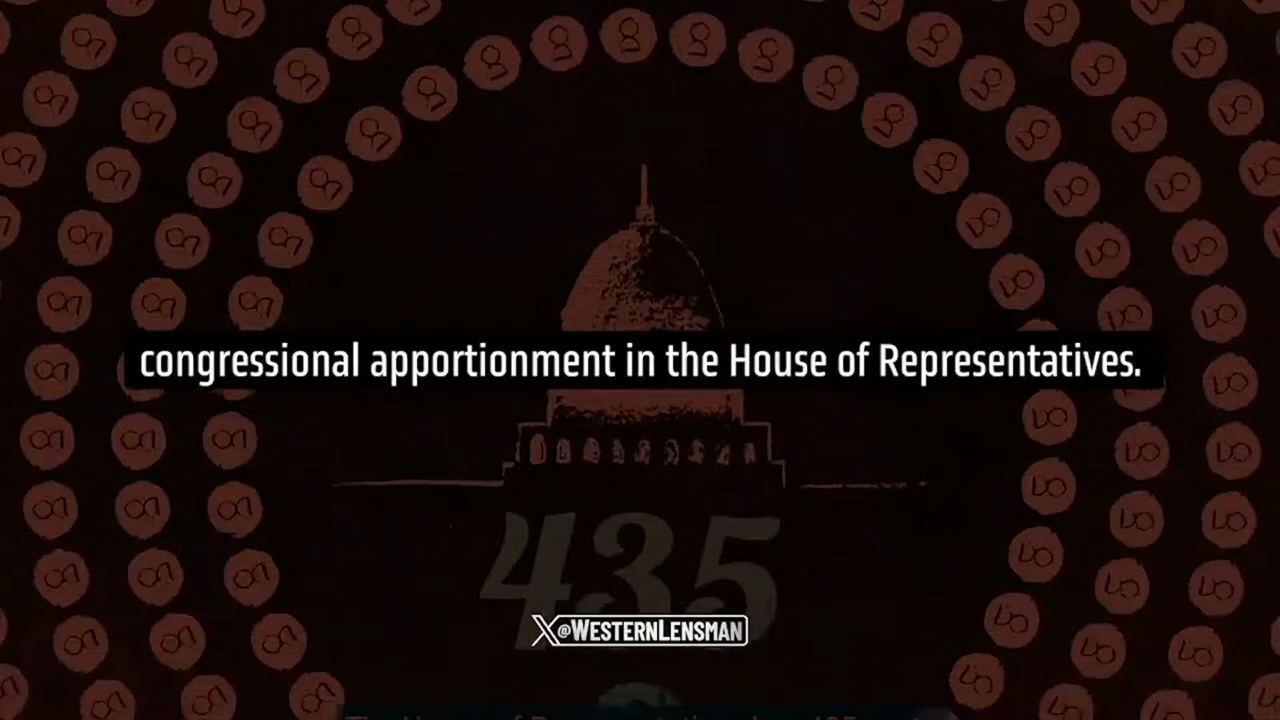 congressional apportionment in the House of Representatives.
435
X@WESTERNLENSMAN